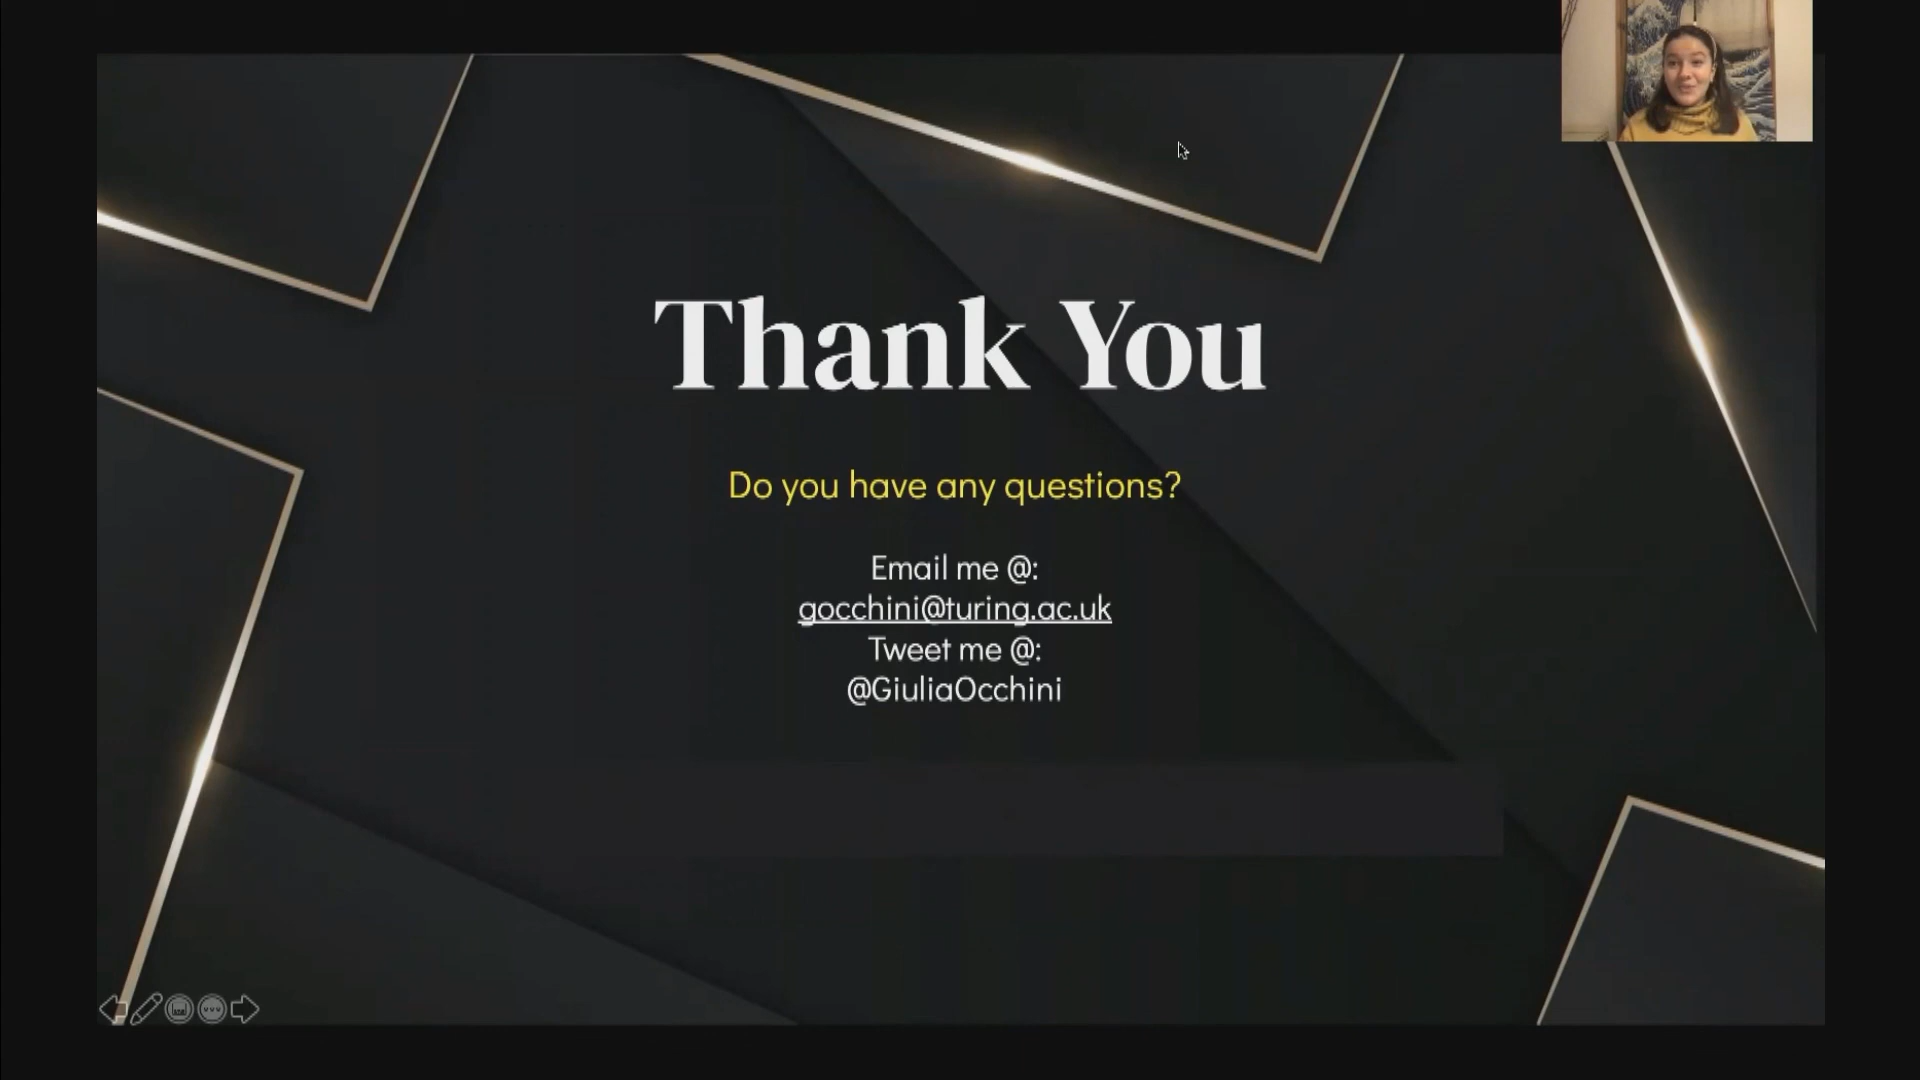 Thank You
Do you have any questions?
Email me @:
gocchini@turing.ac.uk
Tweet me @:
@GiuliaOcchini